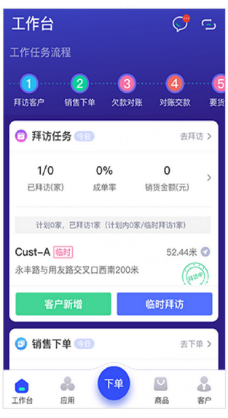 工作台
工作任务流程
1 2 3 4 5
拜访客户 销售下单 欠款对账 对账交款 要货
拜访任务 今日 去拜访 >
1/0 0% 0
已拜访(家) 成单率 销货金额(元)
计划0家，已拜访1家（计划内0家/临时拜访1家）
Cust-A 临时 52.44米
永丰路与用友路交叉口西南200米
客户新增 临时拜访
销售下单 今日 去下单 >
工作台 应用 下单 商品 客户